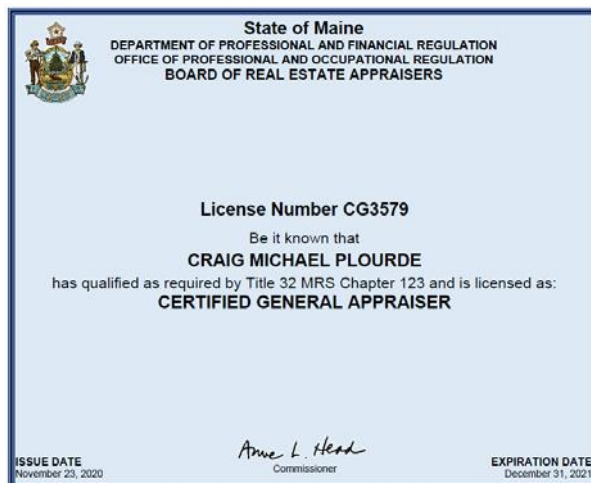 State of Maine
DEPARTMENT OF PROFESSIONAL AND FINANCIAL REGULATION
OFFICE OF PROFESSIONAL AND OCCUPATIONAL REGULATION
BOARD OF REAL ESTATE APPRAISERS
License Number CG3579
Be it known that
CRAIG MICHAEL PLOURDE
has qualified as required by Title 32 MRS Chapter 123 and is licensed as:
CERTIFIED GENERAL APPRAISER
Anne L. Head
Commissioner
ISSUE DATE
November 23, 2020
EXPIRATION DATE
December 31, 2021